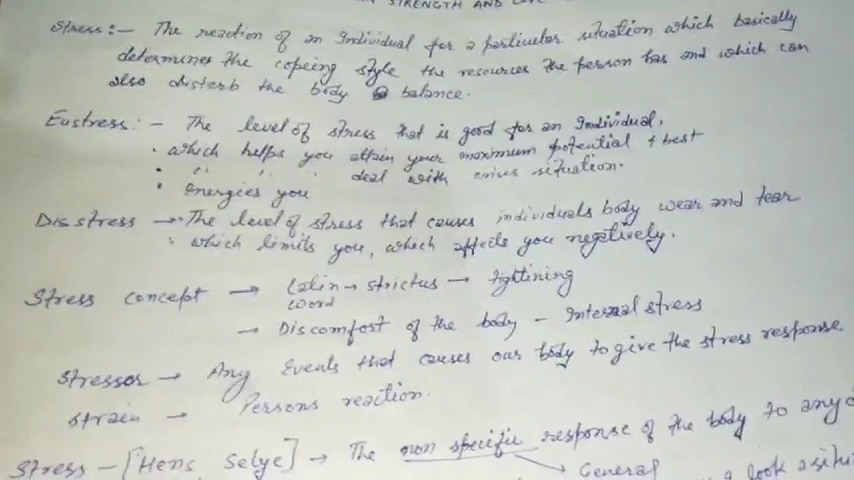 STRENGTH AND
Stress:- The reaction of an Individual for a particular situation which basically
determines the copeing style the resources the person has and which can
also disturb the body balance.
Eustress:- The level of stress that is good for an Individual,
• which helps you attain your maximum potential & best
• " " " deal with crisis situation.
• Energies you
Disstress → • The level of stress that causes individuals body wear and tear
• which limits you, which affects you negatively.
Stress concept → Latin → strictus → tightining
word
→ Discomfort of the body - Internal stress
Stressor → Any Events that causes our body to give the stress response
Strain → Persons reaction.
Stress - [Hens Selye] → The non specific response of the body to any
→ General look